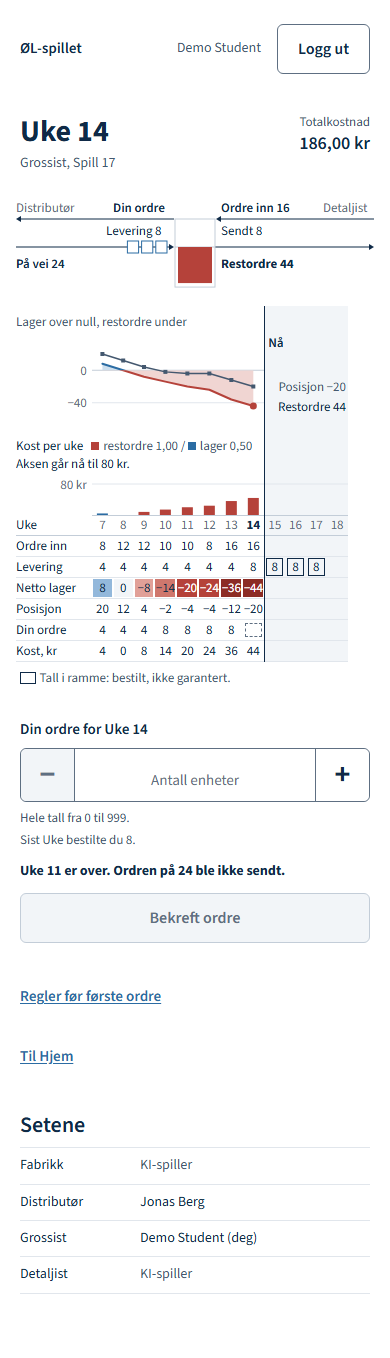 ØL-spillet Demo Student Logg ut
Uke 14 Totalkostnad
186,00 kr
Grossist, Spill 17
Distributør Din ordre Ordre inn 16 Detaljist
Levering 8 Sendt 8
På vei 24 Restordre 44
Lager over null, restordre under
Nå
0
Posisjon −20
−40 Restordre 44
Kost per uke restordre 1,00 / lager 0,50
Aksen går nå til 80 kr.
80 kr
Uke 7 8 9 10 11 12 13 14 15 16 17 18
Ordre inn 8 12 12 10 10 8 16 16
Levering 4 4 4 4 4 4 4 8 8 8 8
Netto lager 8 0 −8 −14 −20 −24 −36 −44
Posisjon 20 12 4 −2 −4 −4 −12 −20
Din ordre 4 4 4 8 8 8 8
Kost, kr 4 0 8 14 20 24 36 44
Tall i ramme: bestilt, ikke garantert.
Din ordre for Uke 14
− Antall enheter +
Hele tall fra 0 til 999.
Sist Uke bestilte du 8.
Uke 11 er over. Ordren på 24 ble ikke sendt.
Bekreft ordre
Regler før første ordre
Til Hjem
Setene
Fabrikk KI-spiller
Distributør Jonas Berg
Grossist Demo Student (deg)
Detaljist KI-spiller